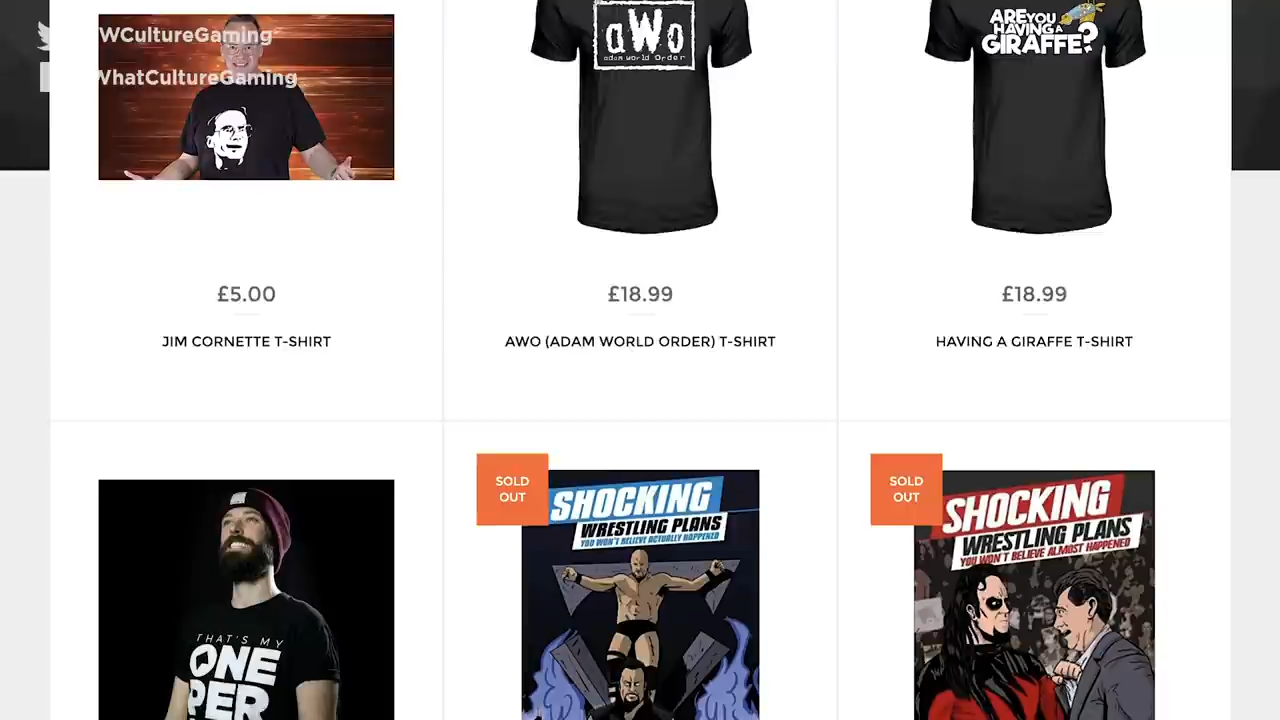 WCultureGaming
WhatCultureGaming
aWo
adam world Order
ARE YOU
HAVING A
GIRAFFE?
£5.00
£18.99
£18.99
JIM CORNETTE T-SHIRT
AWO (ADAM WORLD ORDER) T-SHIRT
HAVING A GIRAFFE T-SHIRT
SOLD
OUT
SHOCKING
WRESTLING PLANS
YOU WON'T BELIEVE ACTUALLY HAPPENED
SOLD
OUT
SHOCKING
WRESTLING PLANS
YOU WON'T BELIEVE ALMOST HAPPENED
THAT'S MY
ONE
PER